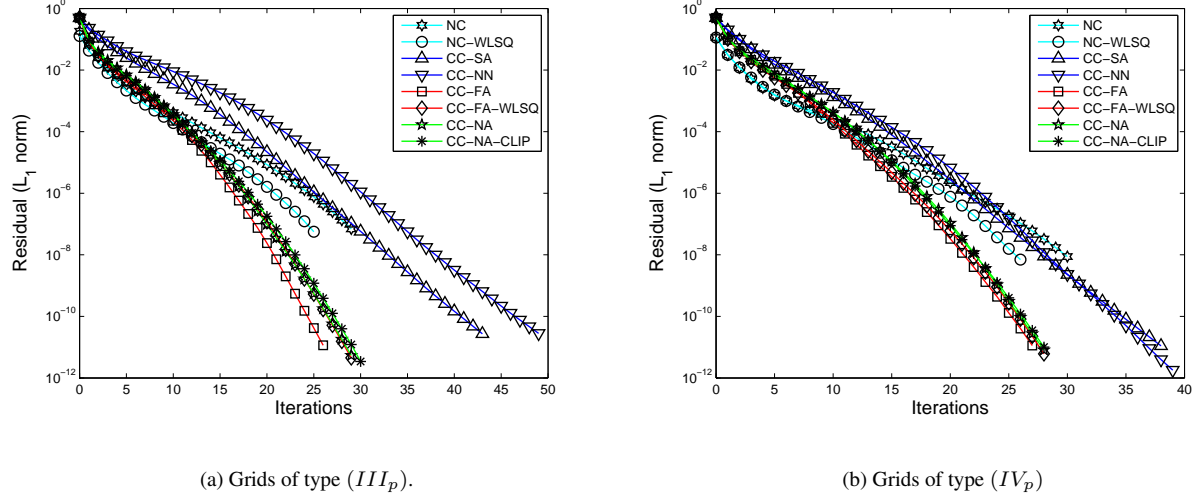 10^0
10^-2
10^-4
10^-6
10^-8
10^-10
10^-12
Residual (L_1 norm)
0 5 10 15 20 25 30 35 40 45 50
Iterations
NC
NC-WLSQ
CC-SA
CC-NN
CC-FA
CC-FA-WLSQ
CC-NA
CC-NA-CLIP
(a) Grids of type (III_p).
10^0
10^-2
10^-4
10^-6
10^-8
10^-10
10^-12
Residual (L_1 norm)
0 5 10 15 20 25 30 35 40
Iterations
NC
NC-WLSQ
CC-SA
CC-NN
CC-FA
CC-FA-WLSQ
CC-NA
CC-NA-CLIP
(b) Grids of type (IV_p)